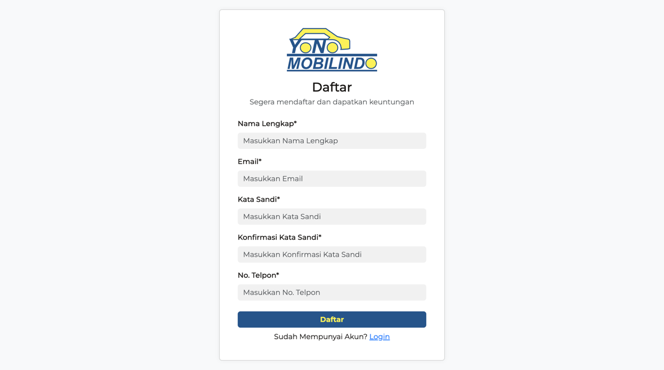 YONO
MOBILINDO
Daftar
Segera mendaftar dan dapatkan keuntungan
Nama Lengkap*
Masukkan Nama Lengkap
Email*
Masukkan Email
Kata Sandi*
Masukkan Kata Sandi
Konfirmasi Kata Sandi*
Masukkan Konfirmasi Kata Sandi
No. Telpon*
Masukkan No. Telpon
Daftar
Sudah Mempunyai Akun? Login